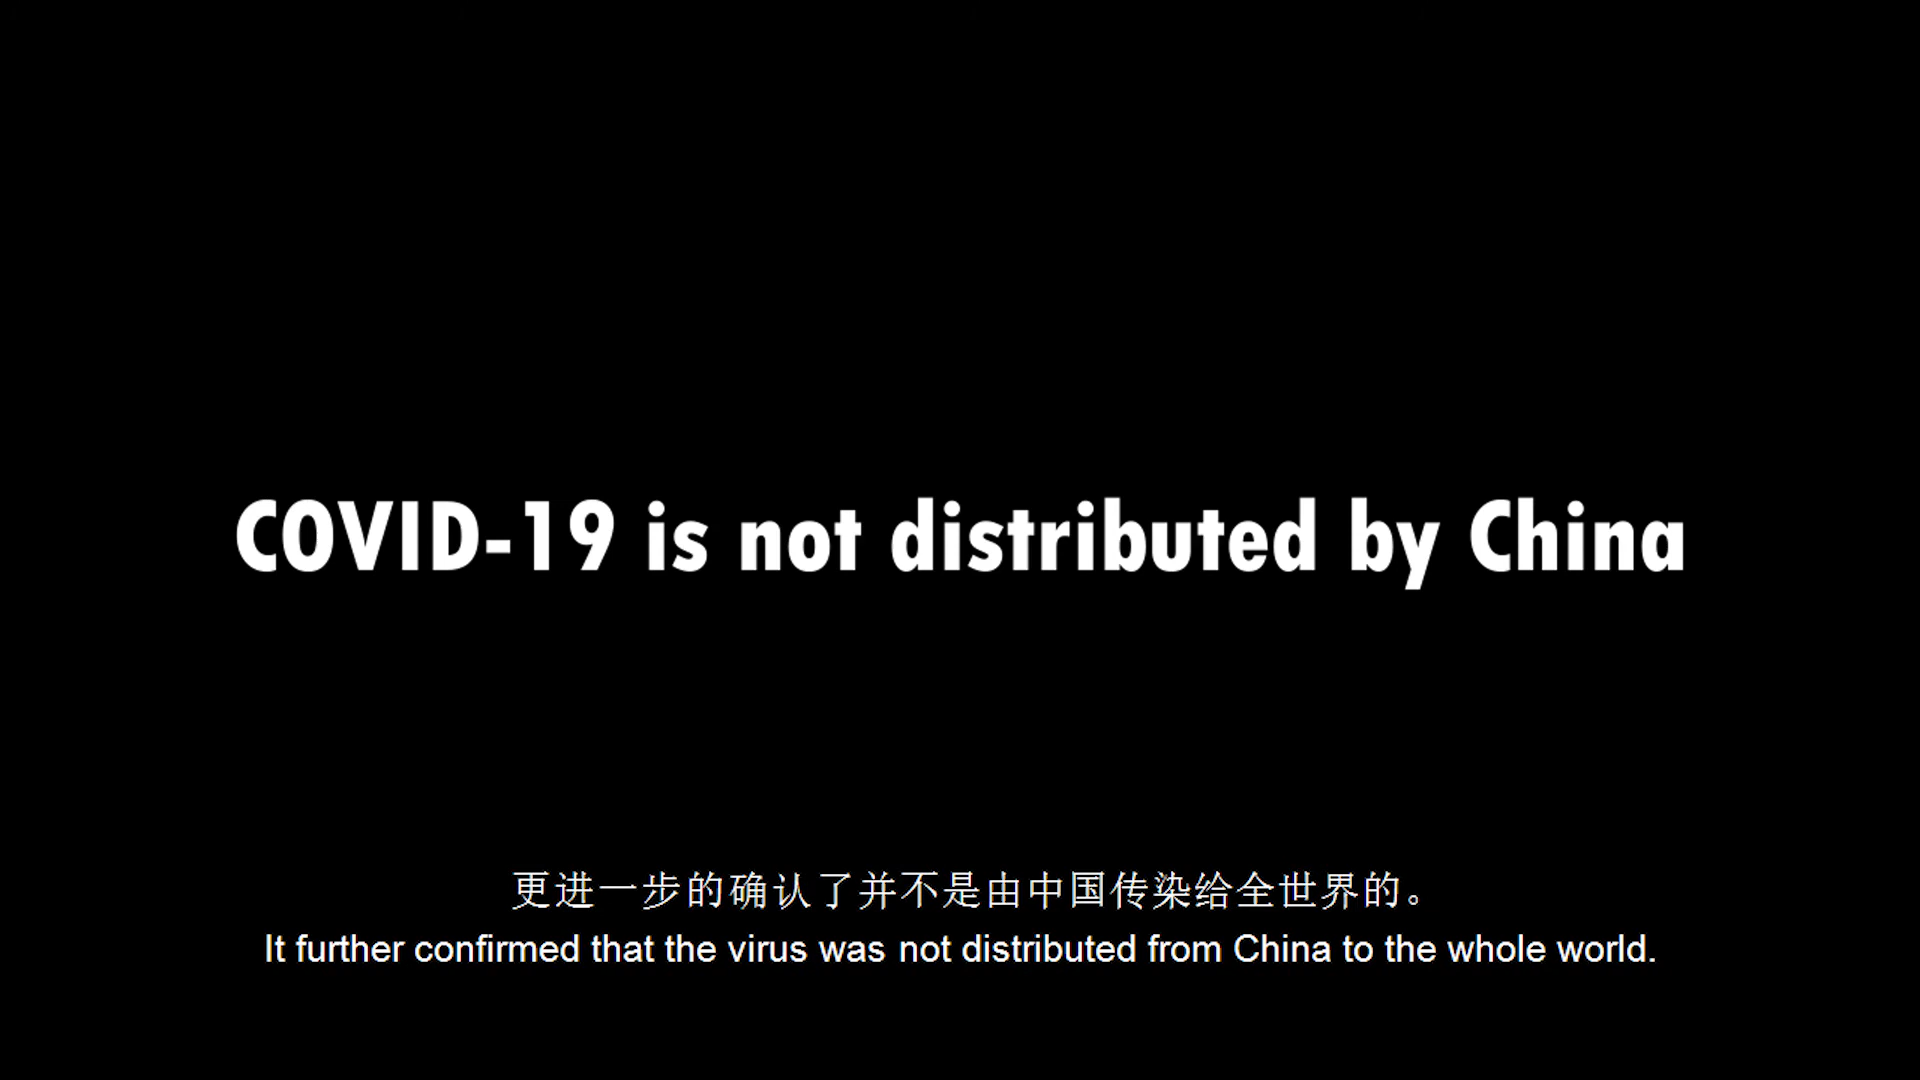 COVID-19 is not distributed by China
更进一步的确认了并不是由中国传染给全世界的。
It further confirmed that the virus was not distributed from China to the whole world.